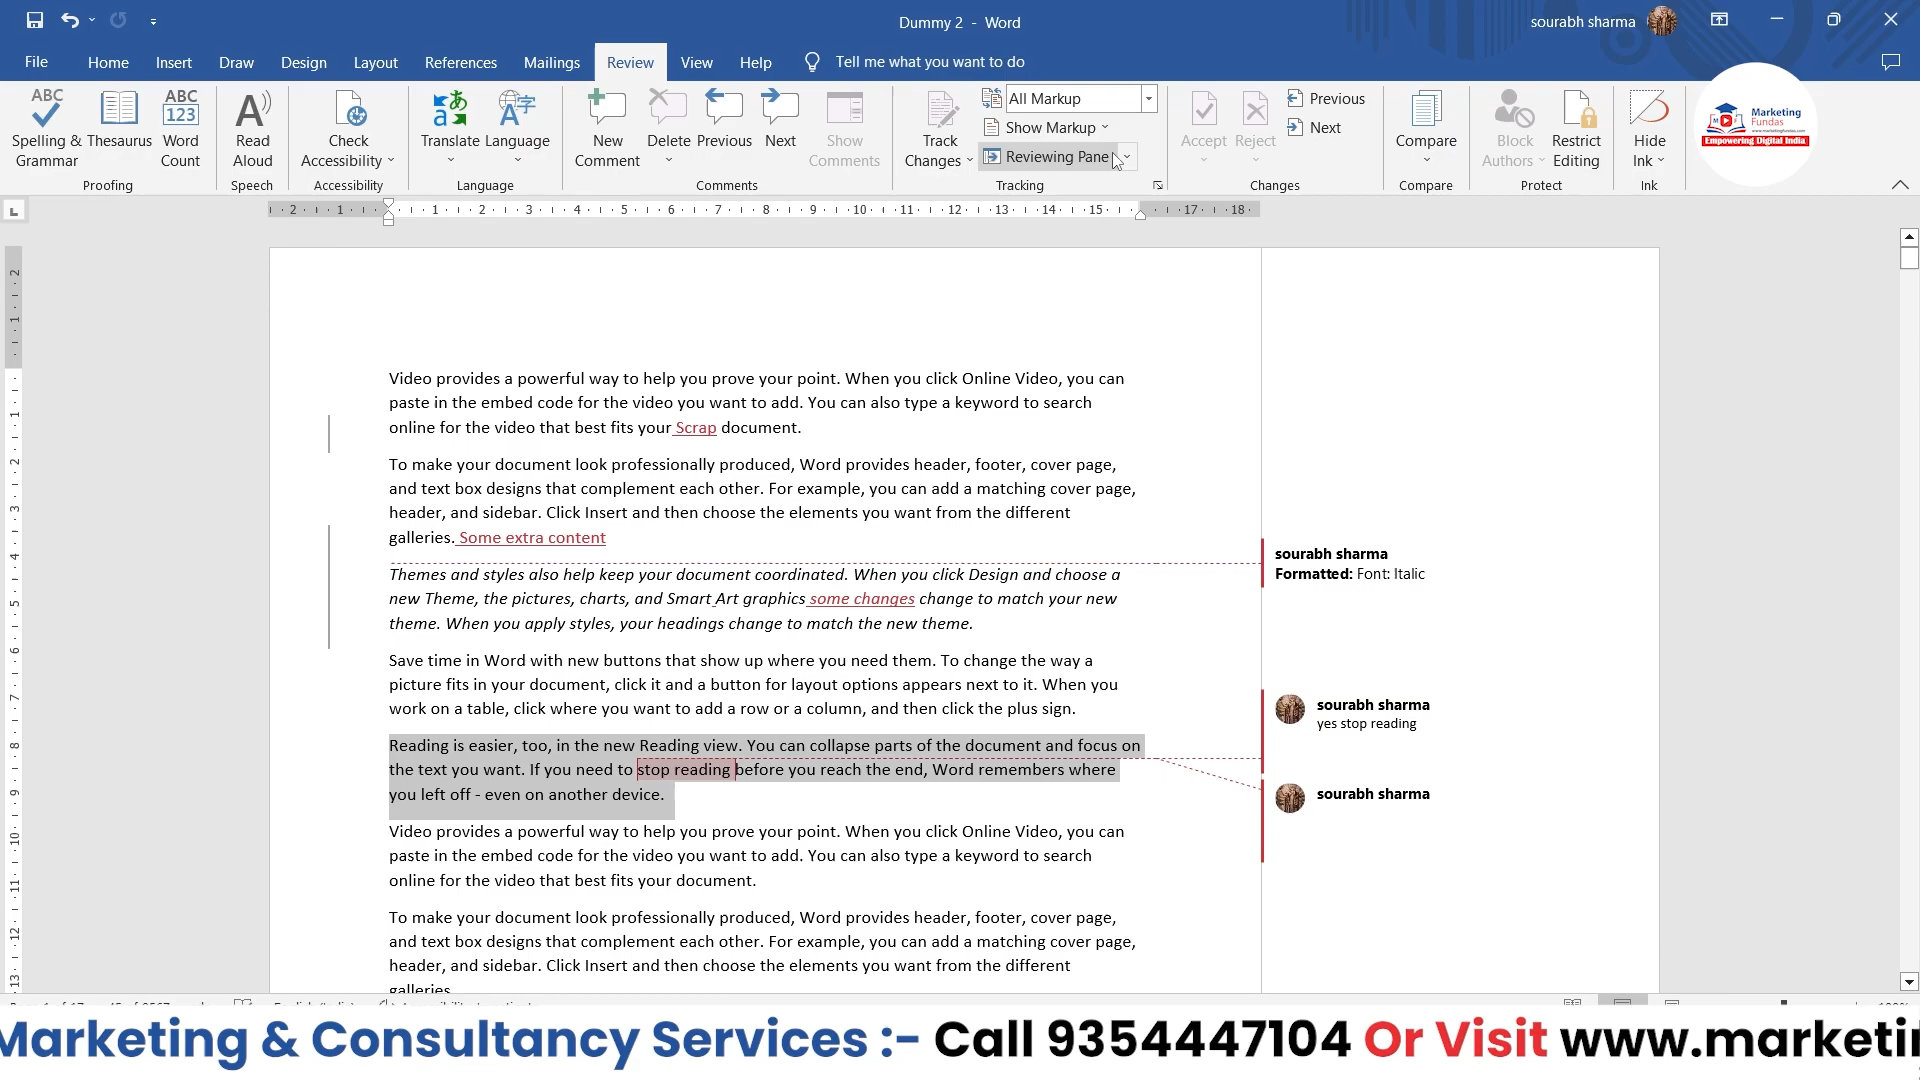 Dummy 2 - Word
sourabh sharma
File Home Insert Draw Design Layout References Mailings Review View Help Tell me what you want to do
ABC
Spelling &
Grammar
Thesaurus
ABC
123
Word
Count
Proofing
A
Read
Aloud
Speech
Check
Accessibility
Accessibility
Translate
Language
Language
New
Comment
Delete
Previous
Next
Show
Comments
Comments
Track
Changes
All Markup
Show Markup
Reviewing Pane
Tracking
Accept
Reject
Previous
Next
Changes
Compare
Compare
Block
Authors
Restrict
Editing
Protect
Hide
Ink
Ink
Marketing
Fundas
Empowering Digital India
2 1 1 2 3 4 5 6 7 8 9 10 11 12 13 14 15 17 18
Video provides a powerful way to help you prove your point. When you click Online Video, you can
paste in the embed code for the video you want to add. You can also type a keyword to search
online for the video that best fits your Scrap document.
To make your document look professionally produced, Word provides header, footer, cover page,
and text box designs that complement each other. For example, you can add a matching cover page,
header, and sidebar. Click Insert and then choose the elements you want from the different
galleries. Some extra content
Themes and styles also help keep your document coordinated. When you click Design and choose a
new Theme, the pictures, charts, and Smart Art graphics some changes change to match your new
theme. When you apply styles, your headings change to match the new theme.
Save time in Word with new buttons that show up where you need them. To change the way a
picture fits in your document, click it and a button for layout options appears next to it. When you
work on a table, click where you want to add a row or a column, and then click the plus sign.
Reading is easier, too, in the new Reading view. You can collapse parts of the document and focus on
the text you want. If you need to stop reading before you reach the end, Word remembers where
you left off - even on another device.
Video provides a powerful way to help you prove your point. When you click Online Video, you can
paste in the embed code for the video you want to add. You can also type a keyword to search
online for the video that best fits your document.
To make your document look professionally produced, Word provides header, footer, cover page,
and text box designs that complement each other. For example, you can add a matching cover page,
header, and sidebar. Click Insert and then choose the elements you want from the different
galleries.
sourabh sharma
Formatted: Font: Italic
sourabh sharma
yes stop reading
sourabh sharma
Marketing & Consultancy Services :- Call 9354447104 Or Visit www.marketi